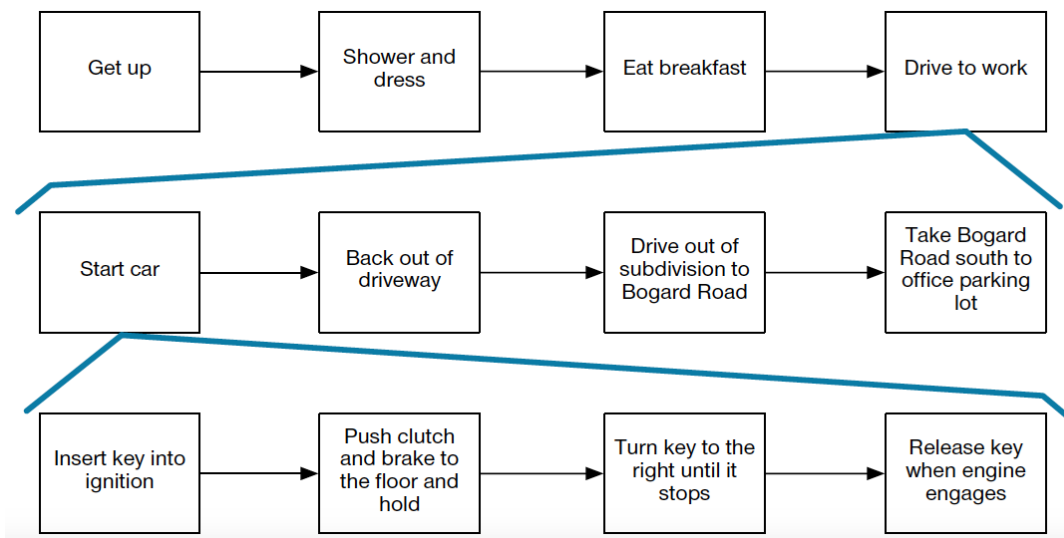 Get up
Shower and
dress
Eat breakfast
Drive to work
Start car
Back out of
driveway
Drive out of
subdivision to
Bogard Road
Take Bogard
Road south to
office parking
lot
Insert key into
ignition
Push clutch
and brake to
the floor and
hold
Turn key to the
right until it
stops
Release key
when engine
engages